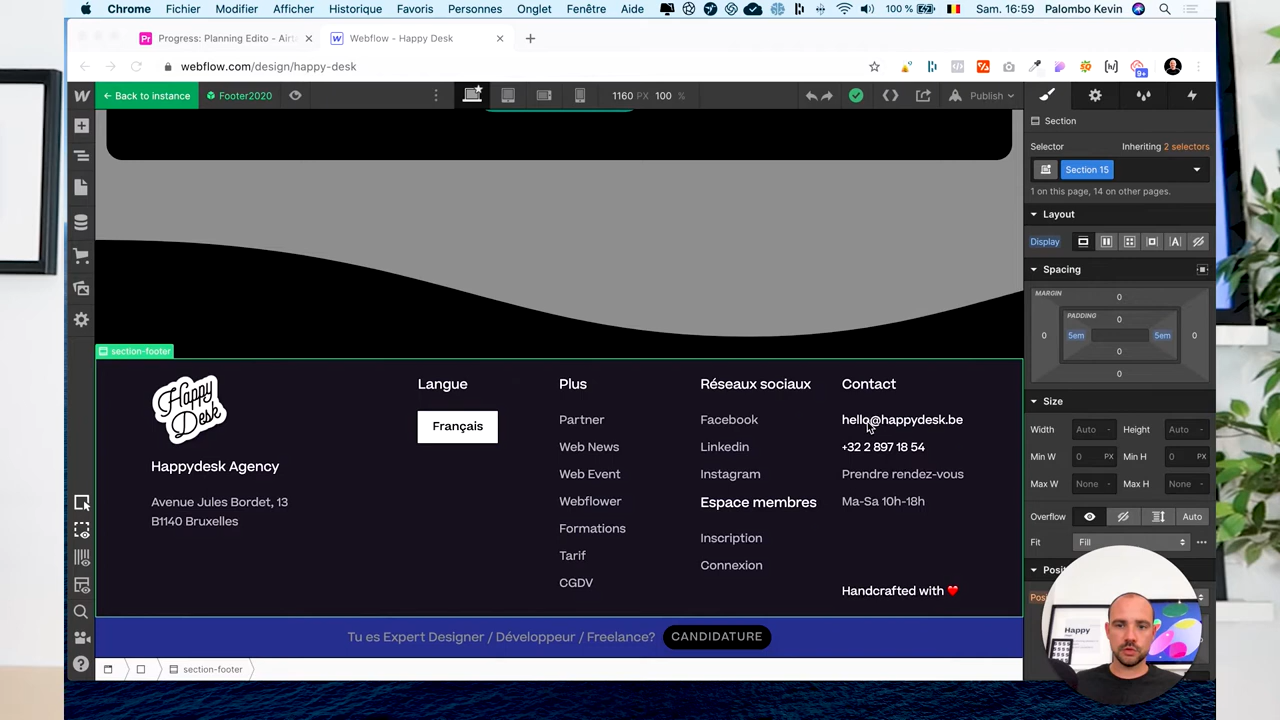 Chrome Fichier Modifier Afficher Historique Favoris Personnes Onglet Fenêtre Aide 100 % Sam. 16:59 Palombo Kevin
Progress: Planning Edito - Airta
Webflow - Happy Desk
webflow.com/design/happy-desk
9+
Back to instance
Footer2020
1160 PX 100 %
Publish
Section
Selector
Inheriting 2 selectors
Section 15
1 on this page, 14 on other pages.
Layout
Display
Spacing
MARGIN
0
PADDING
0
0
5em
5em
0
0
0
Size
Width Auto - Height Auto -
Min W 0 PX Min H 0 PX
Max W None - Max H None -
Overflow Auto
Fit Fill
section-footer
Happy Desk
Happydesk Agency
Avenue Jules Bordet, 13
B1140 Bruxelles
Langue
Français
Plus
Partner
Web News
Web Event
Webflower
Formations
Tarif
CGDV
Réseaux sociaux
Facebook
Linkedin
Instagram
Espace membres
Inscription
Connexion
Contact
hello@happydesk.be
+32 2 897 18 54
Prendre rendez-vous
Ma-Sa 10h-18h
Handcrafted with ❤️
Tu es Expert Designer / Développeur / Freelance?
CANDIDATURE
section-footer
Happy